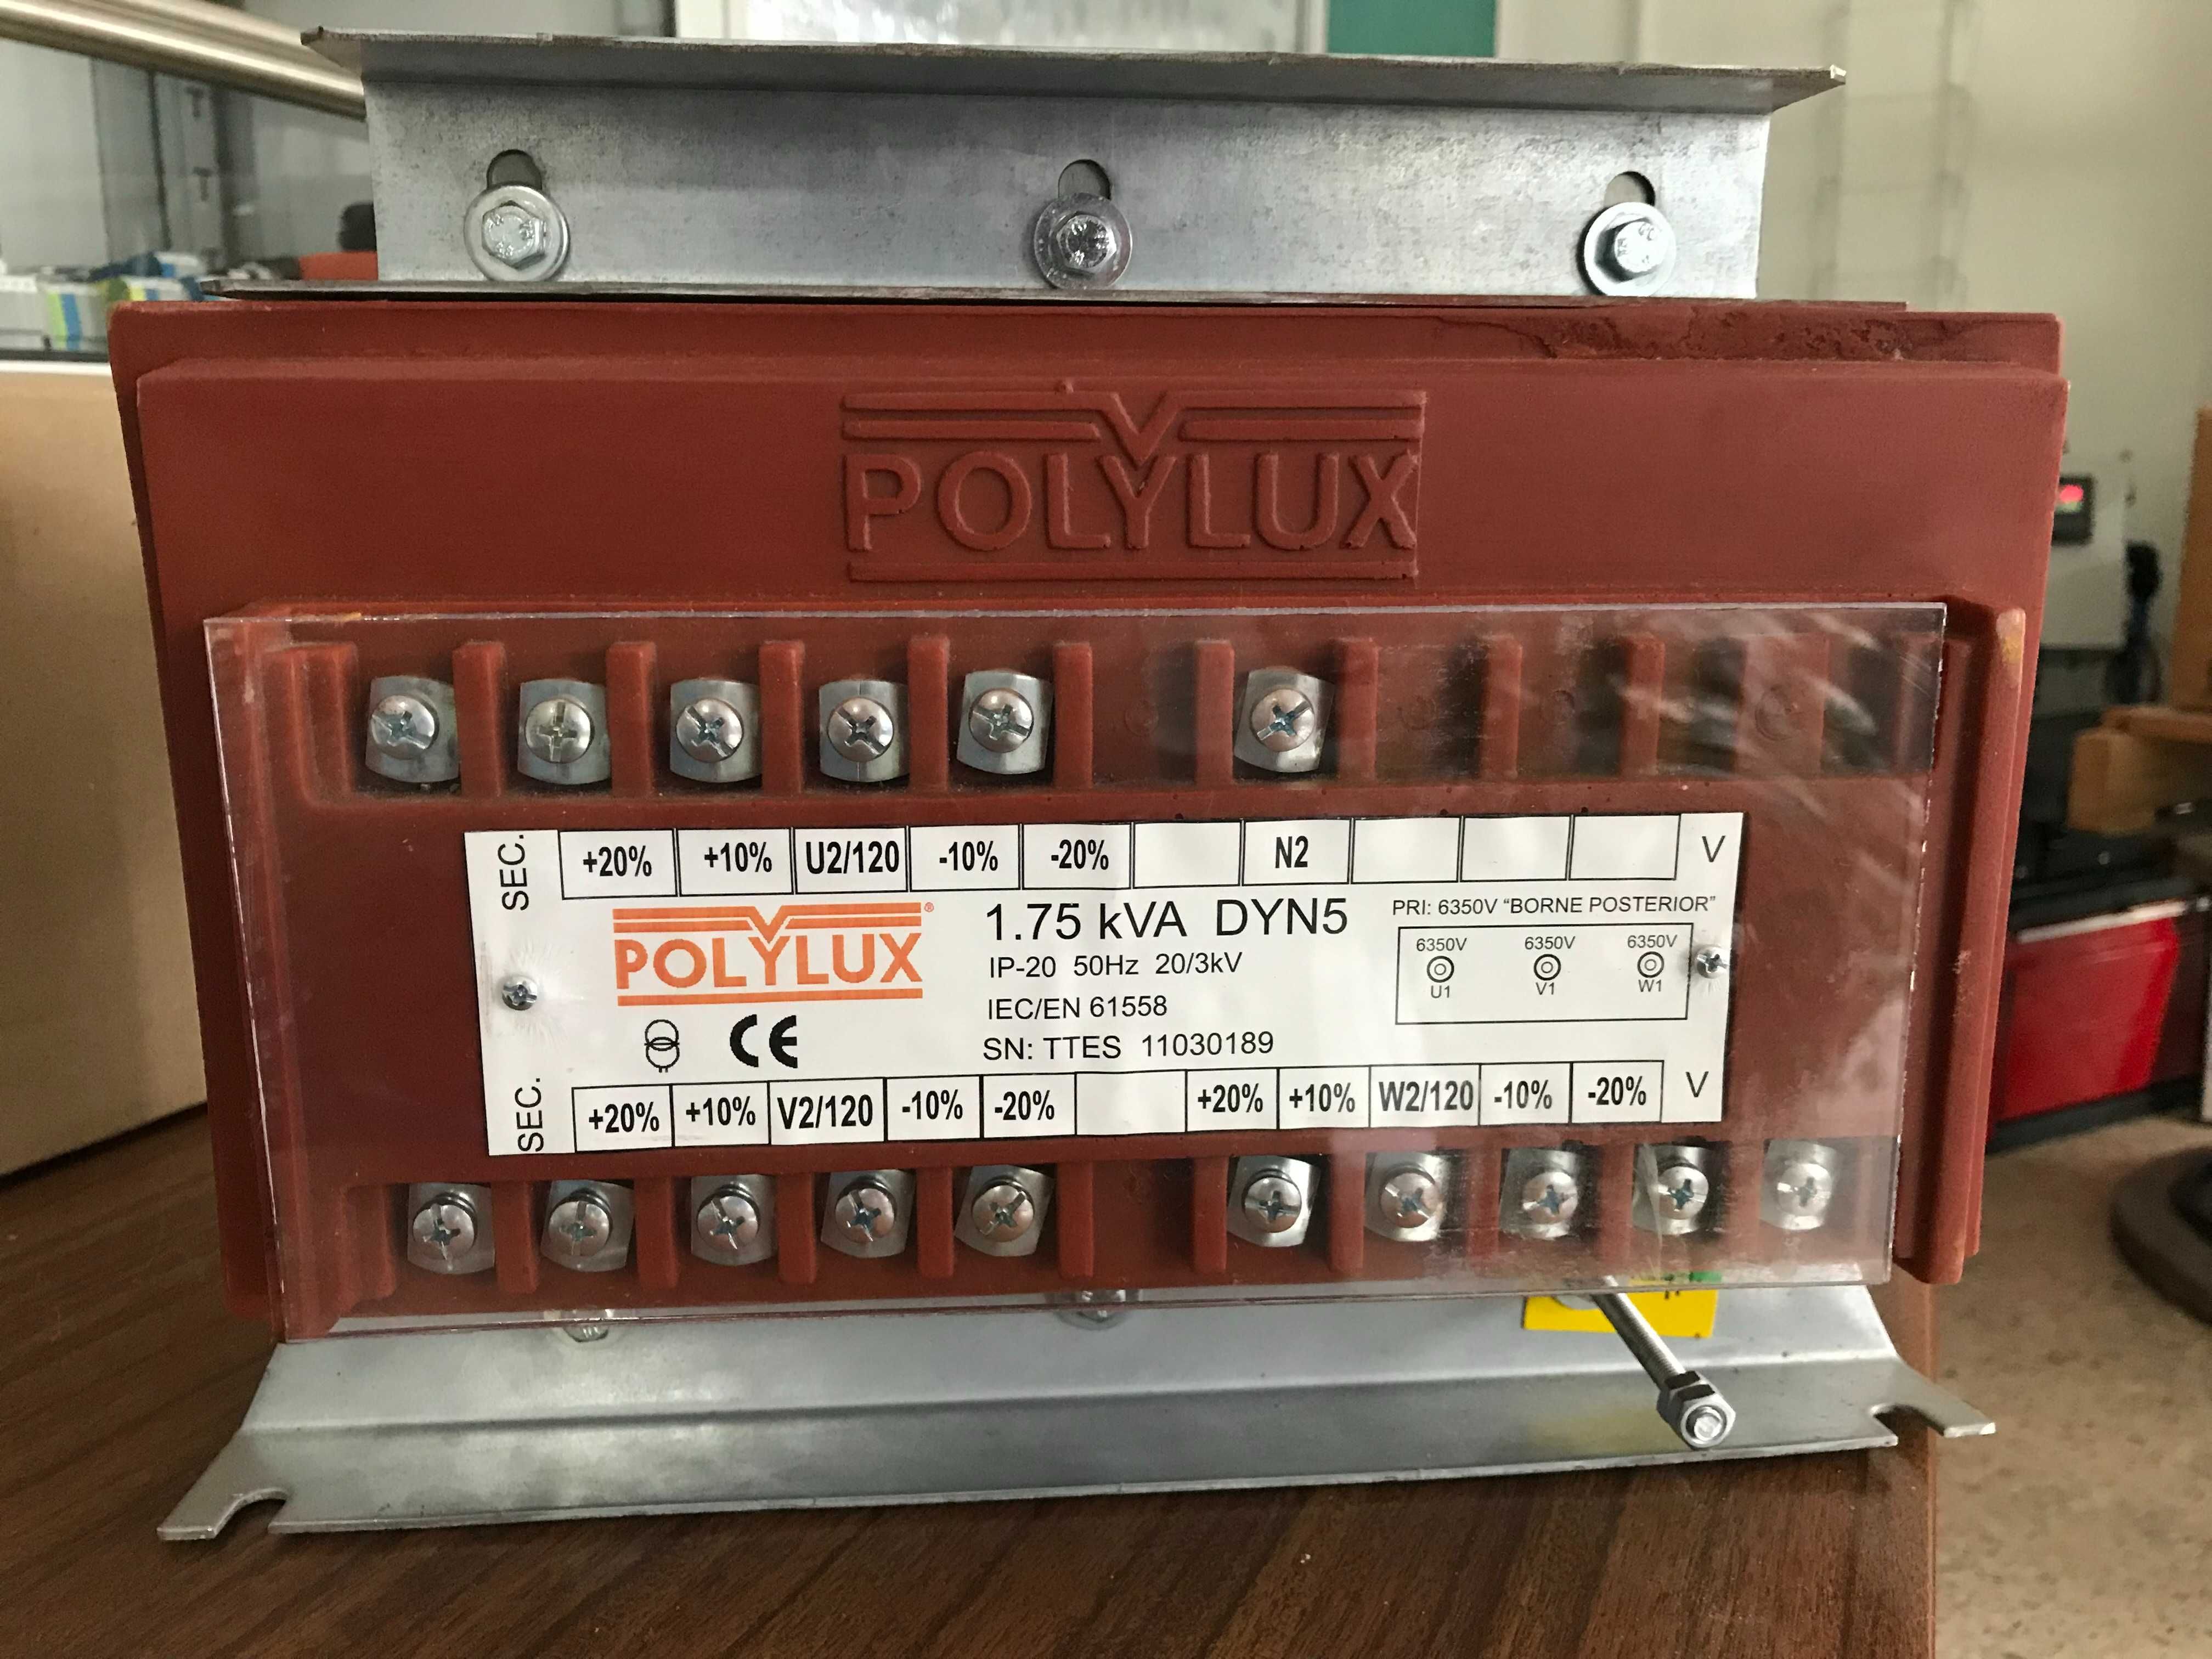 POLYLUX
SEC. +20% +10% U2/120 -10% -20% N2 V
POLYLUX®
1.75 kVA DYN5
IP-20 50Hz 20/3kV
IEC/EN 61558
SN: TTES 11030189
CE
PRI: 6350V “BORNE POSTERIOR”
6350V 6350V 6350V
U1 V1 W1
SEC. +20% +10% V2/120 -10% -20% +20% +10% W2/120 -10% -20% V